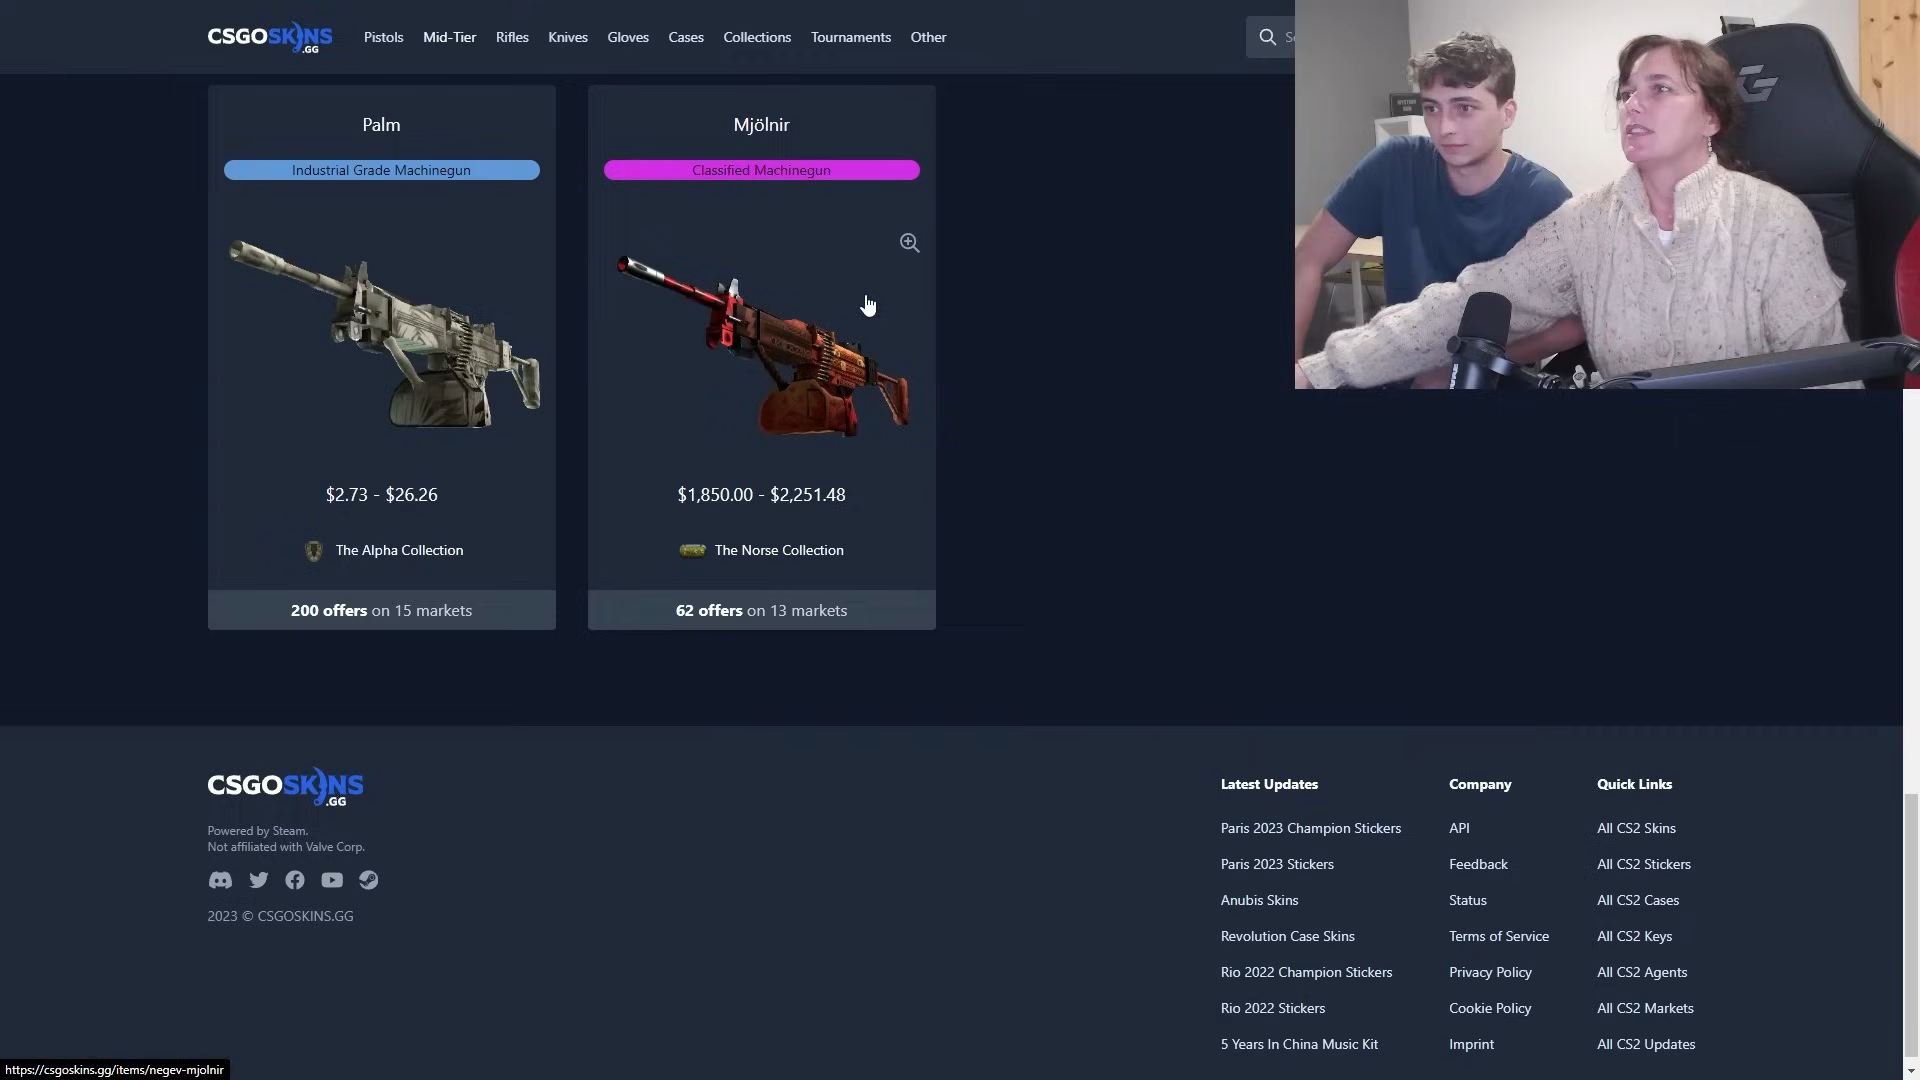 CSGOSKINS
.GG
Pistols
Mid-Tier
Rifles
Knives
Gloves
Cases
Collections
Tournaments
Other
Palm
Industrial Grade Machinegun
$2.73 - $26.26
The Alpha Collection
200 offers on 15 markets
Mjölnir
Classified Machinegun
$1,850.00 - $2,251.48
The Norse Collection
62 offers on 13 markets
CSGOSKINS
.GG
Powered by Steam.
Not affiliated with Valve Corp.
2023 © CSGOSKINS.GG
Latest Updates
Paris 2023 Champion Stickers
Paris 2023 Stickers
Anubis Skins
Revolution Case Skins
Rio 2022 Champion Stickers
Rio 2022 Stickers
5 Years In China Music Kit
Company
API
Feedback
Status
Terms of Service
Privacy Policy
Cookie Policy
Imprint
Quick Links
All CS2 Skins
All CS2 Stickers
All CS2 Cases
All CS2 Keys
All CS2 Agents
All CS2 Markets
All CS2 Updates
https://csgoskins.gg/items/negev-mjolnir